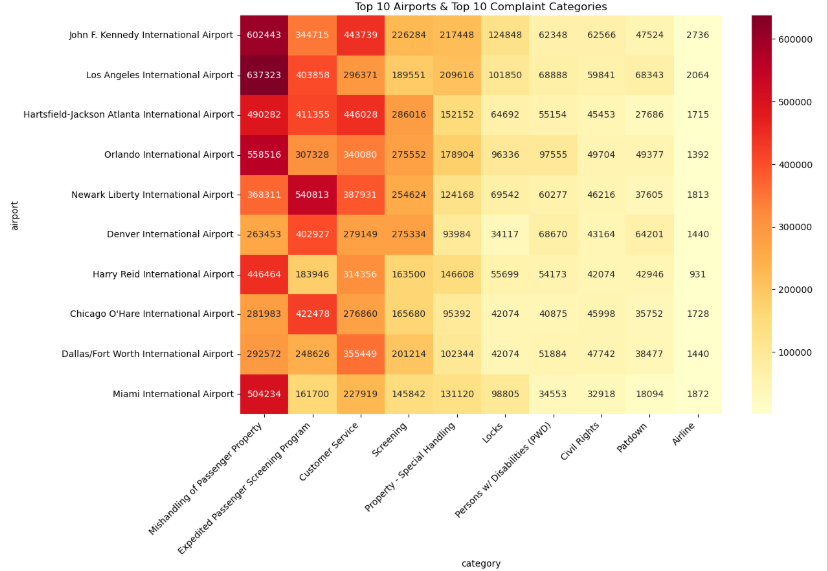 Top 10 Airports & Top 10 Complaint Categories
John F. Kennedy International Airport 602443 344715 443739 226284 217448 124848 62348 62566 47524 2736
Los Angeles International Airport 637323 403858 296371 189551 209616 101850 68888 59841 68343 2064
Hartsfield-Jackson Atlanta International Airport 490282 411355 446028 286016 152152 64692 55154 45453 27686 1715
Orlando International Airport 558516 307328 340080 275552 178904 96336 97555 49704 49377 1392
Newark Liberty International Airport 368311 540813 387931 254624 124168 69542 60277 46216 37605 1813
Denver International Airport 263453 402927 279149 275334 93984 34117 68670 43164 64201 1440
Harry Reid International Airport 446464 183946 314356 163500 146608 55699 54173 42074 42946 931
Chicago O'Hare International Airport 281983 422478 276860 165680 95392 42074 40875 45998 35752 1728
Dallas/Fort Worth International Airport 292572 248626 355449 201214 102344 42074 51884 47742 38477 1440
Miami International Airport 504234 161700 227919 145842 131120 98805 34553 32918 18094 1872
airport
Mishandling of Passenger Property
Expedited Passenger Screening Program
Customer Service
Screening
Property - Special Handling
Locks
Persons w/ Disabilities (PWD)
Civil Rights
Patdown
Airline
category
600000
500000
400000
300000
200000
100000